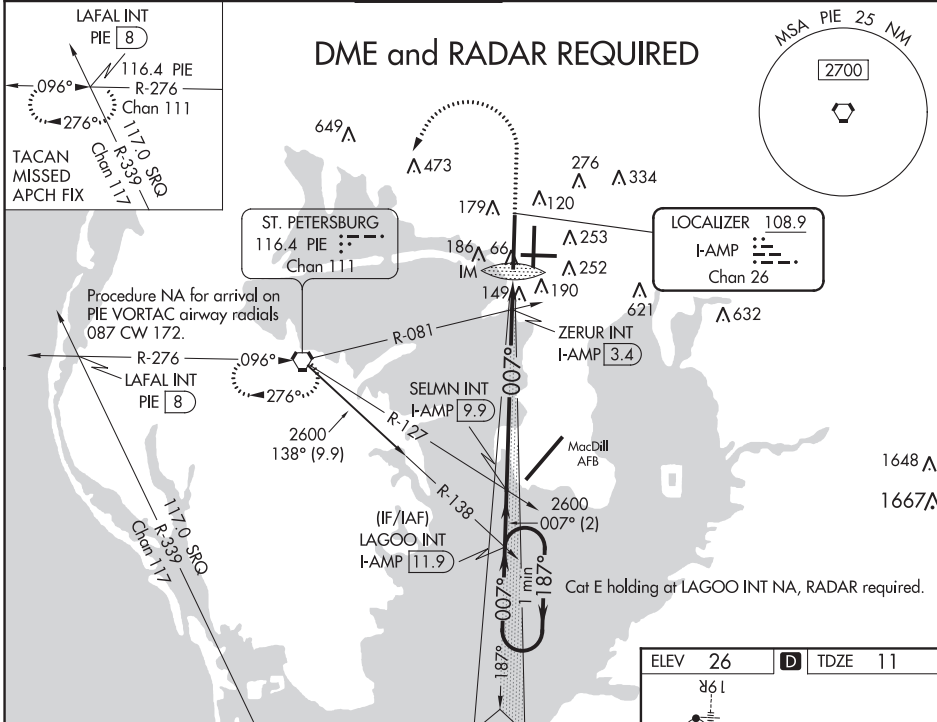 LAFAL INT
PIE 8
116.4 PIE
096°
R-276
Chan 111
276°
117.0 SRQ
R-339
Chan 117
TACAN
MISSED
APCH FIX
DME and RADAR REQUIRED
MSA PIE 25 NM
2700
649
473
276
334
179
120
ST. PETERSBURG
116.4 PIE
Chan 111
186
66
253
IM
252
149
190
LOCALIZER 108.9
I-AMP
Chan 26
621
632
Procedure NA for arrival on
PIE VORTAC airway radials
087 CW 172.
R-081
ZERUR INT
I-AMP 3.4
R-276
096°
007°
LAFAL INT
PIE 8
276°
SELMN INT
I-AMP 9.9
R-127
2600
138° (9.9)
MacDill
AFB
1648
1667
R-138
2600
007° (2)
(IF/IAF)
LAGOO INT
I-AMP 11.9
117.0 SRQ
R-339
Chan 117
007°
1 min
187°
Cat E holding at LAGOO INT NA, RADAR required.
187°
ELEV 26
D
TDZE 11
19R